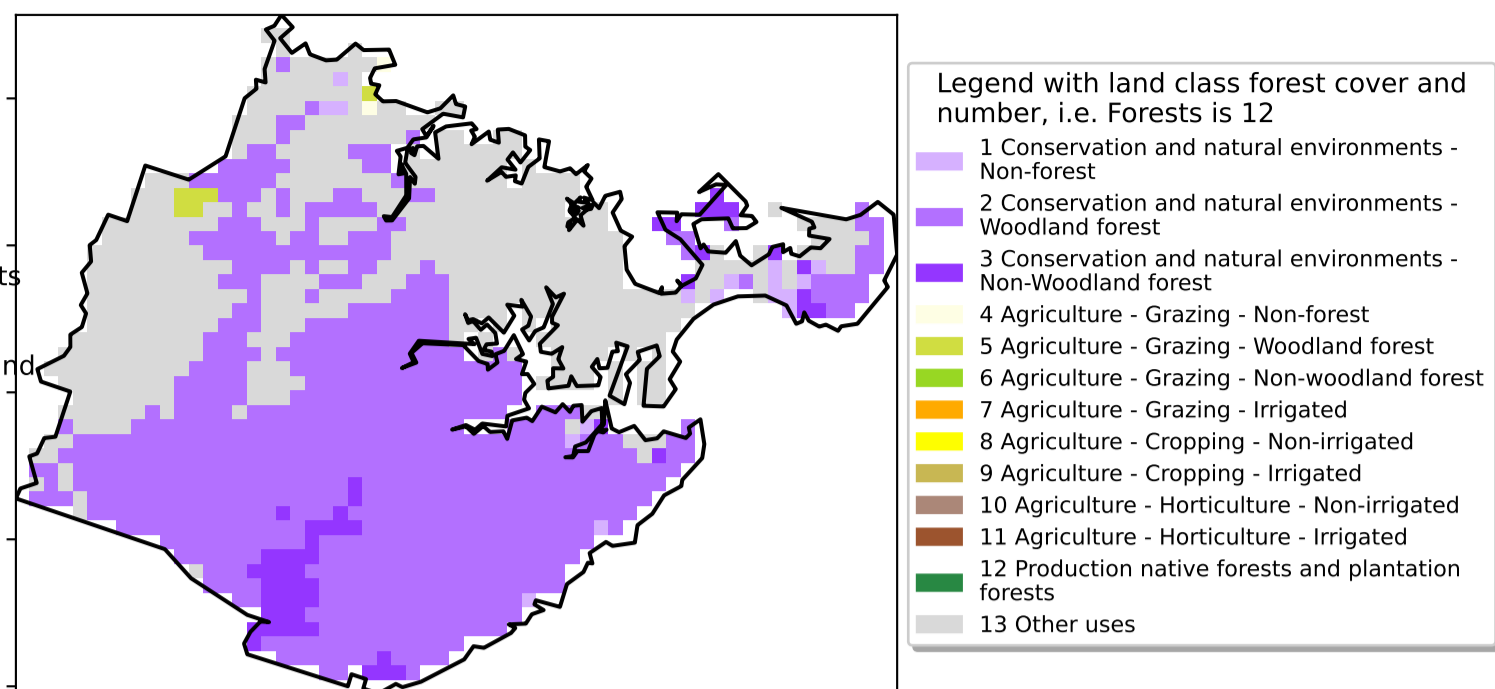 ts
nd
Legend with land class forest cover and
number, i.e. Forests is 12
1 Conservation and natural environments -
Non-forest
2 Conservation and natural environments -
Woodland forest
3 Conservation and natural environments -
Non-Woodland forest
4 Agriculture - Grazing - Non-forest
5 Agriculture - Grazing - Woodland forest
6 Agriculture - Grazing - Non-woodland forest
7 Agriculture - Grazing - Irrigated
8 Agriculture - Cropping - Non-irrigated
9 Agriculture - Cropping - Irrigated
10 Agriculture - Horticulture - Non-irrigated
11 Agriculture - Horticulture - Irrigated
12 Production native forests and plantation
forests
13 Other uses